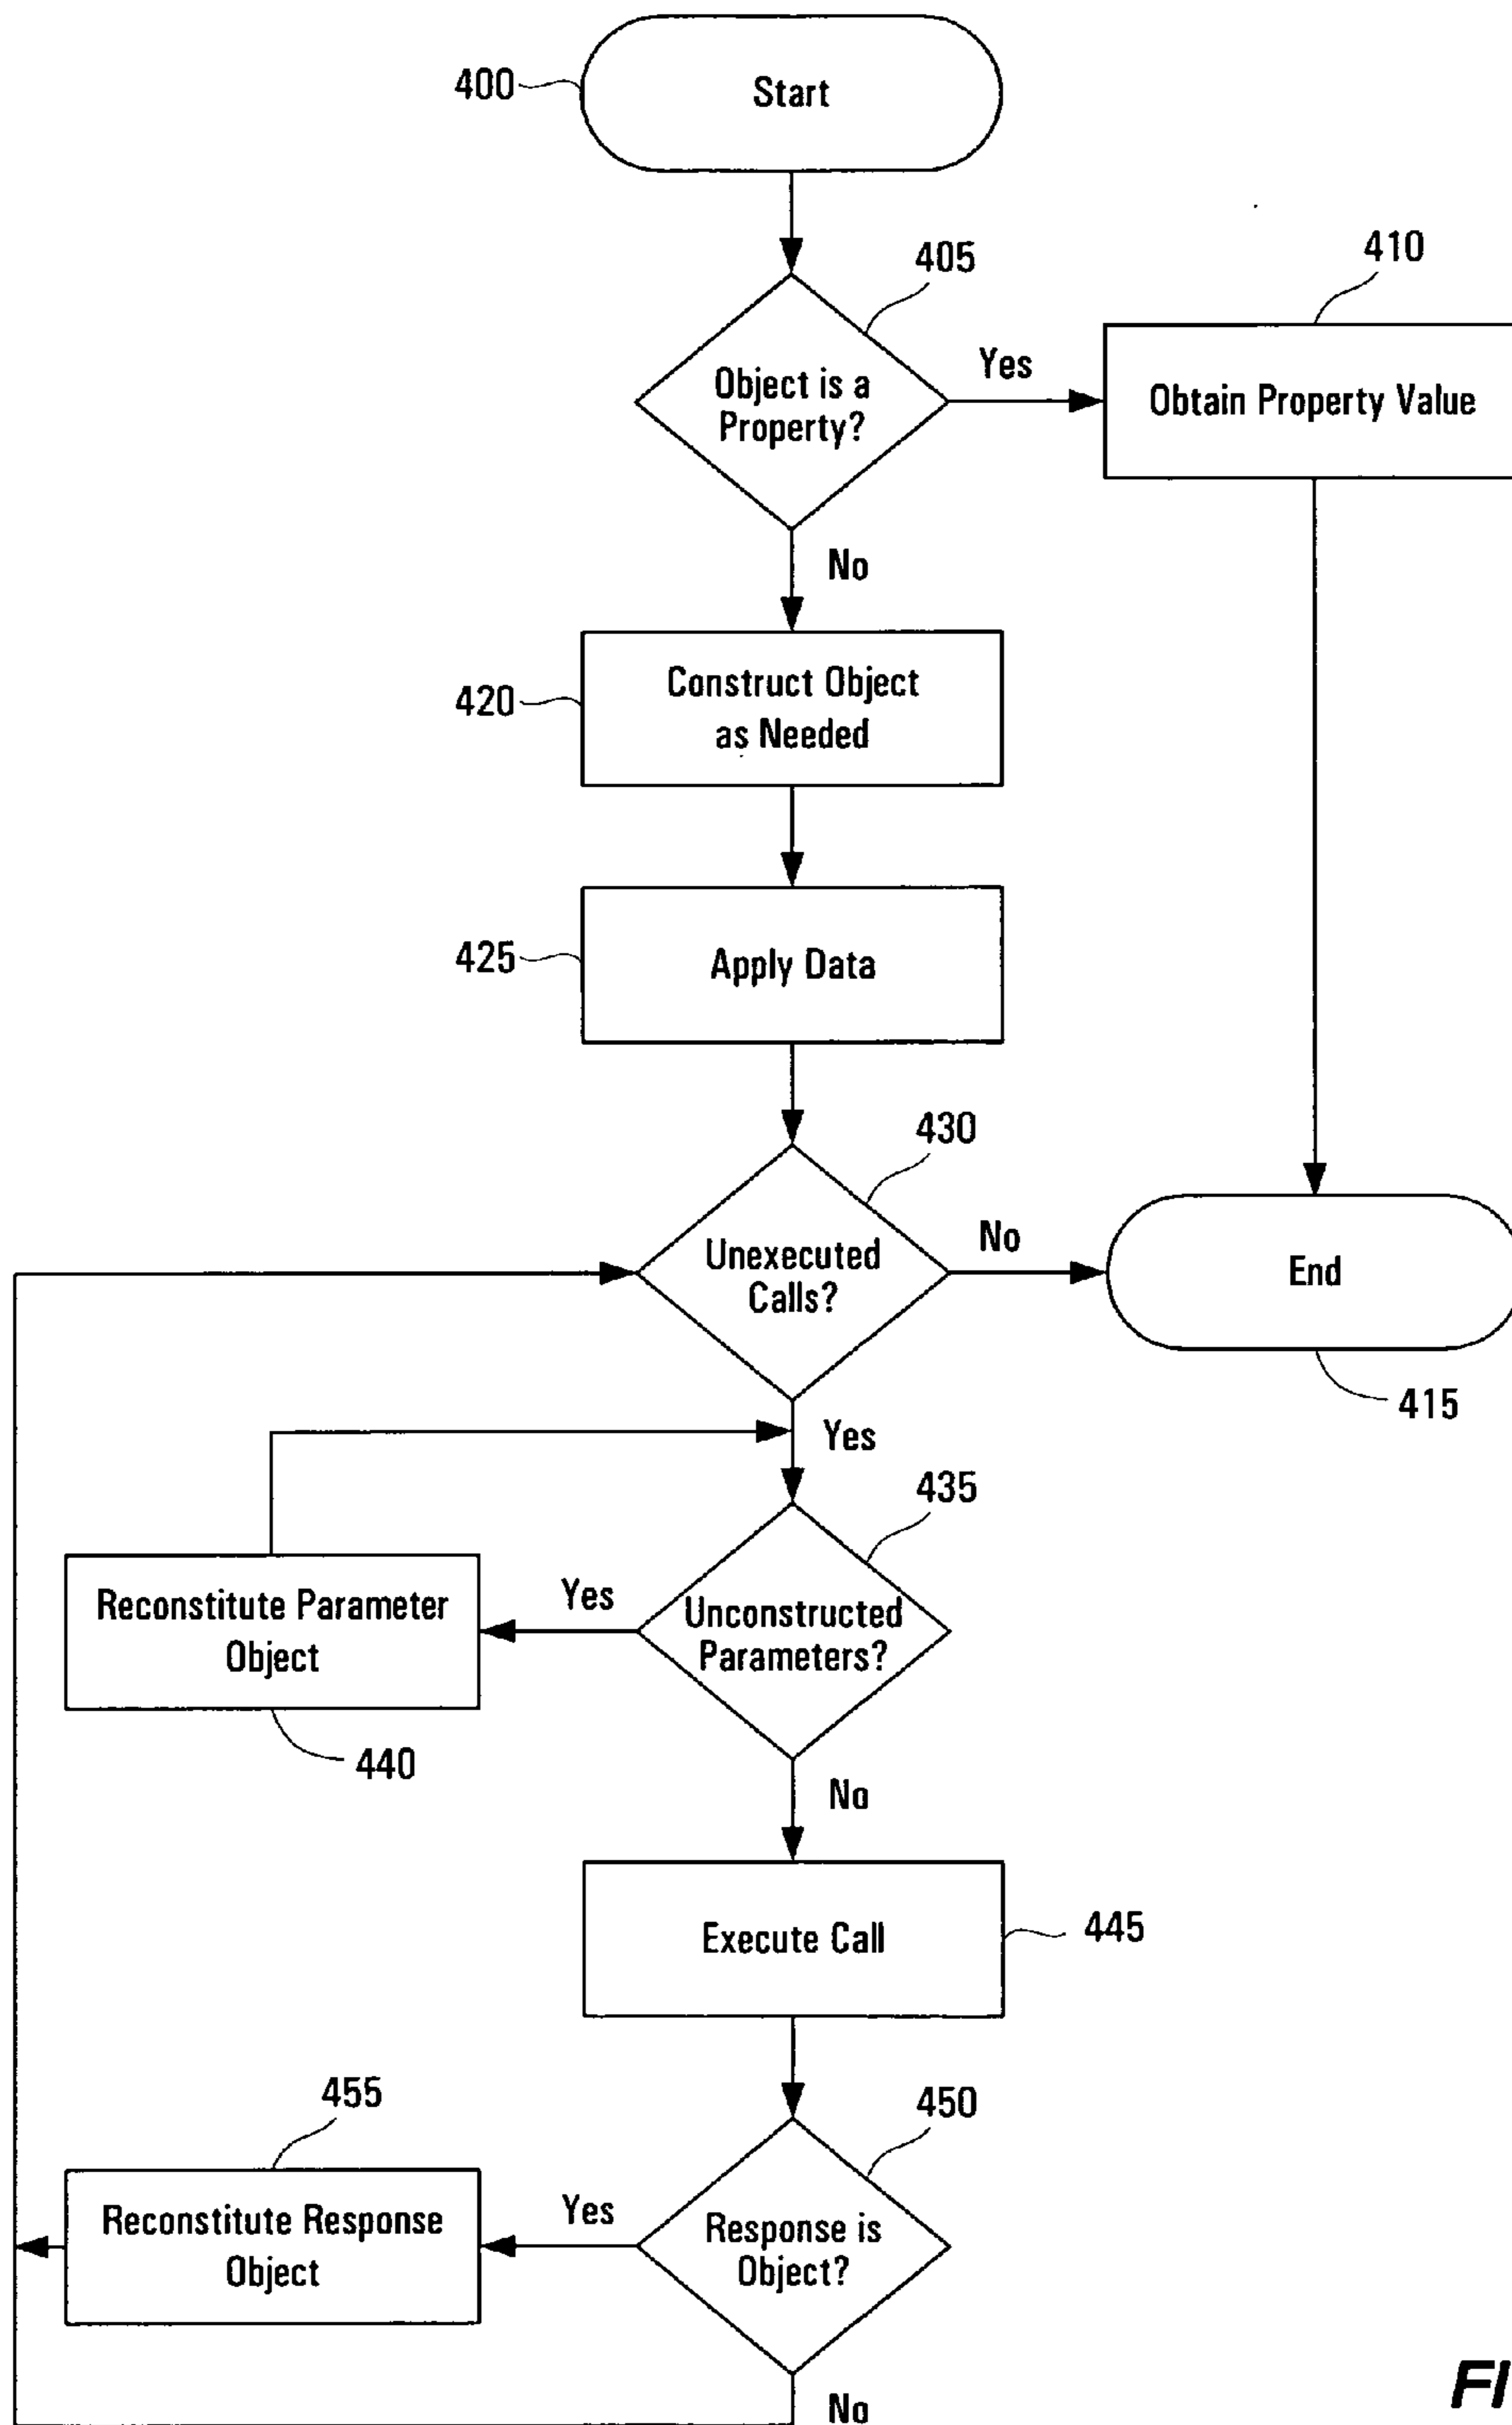 400
Start
405
410
Object is a
Property?
Yes
Obtain Property Value
No
420
Construct Object
as Needed
425
Apply Data
430
Unexecuted
Calls?
No
End
415
Yes
435
Reconstitute Parameter
Object
Yes
Unconstructed
Parameters?
440
No
Execute Call
445
455
450
Reconstitute Response
Object
Yes
Response is
Object?
No
FI